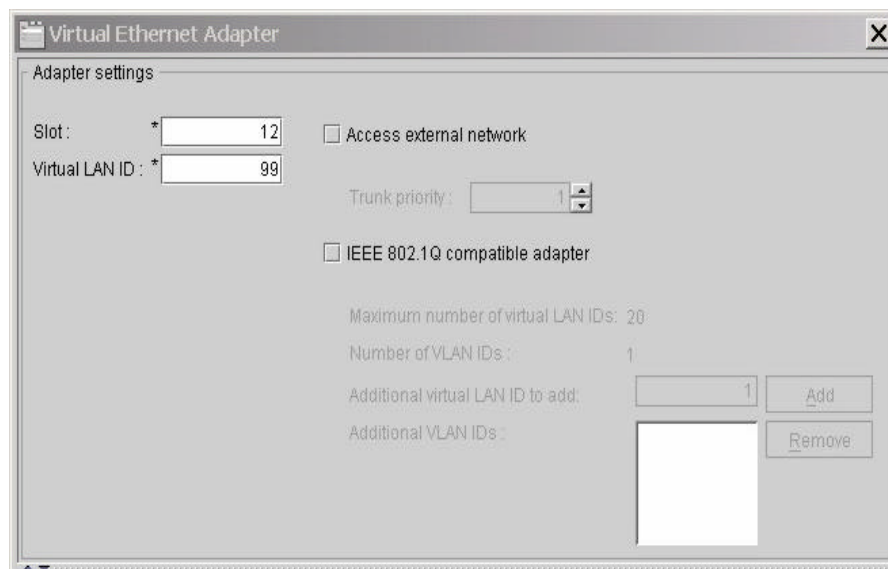 Virtual Ethernet Adapter
Adapter settings
Slot : * 12
Virtual LAN ID : * 99
Access external network
Trunk priority : 1
IEEE 802.1Q compatible adapter
Maximum number of virtual LAN IDs: 20
Number of VLAN IDs : 1
Additional virtual LAN ID to add: 1 Add
Additional VLAN IDs : Remove